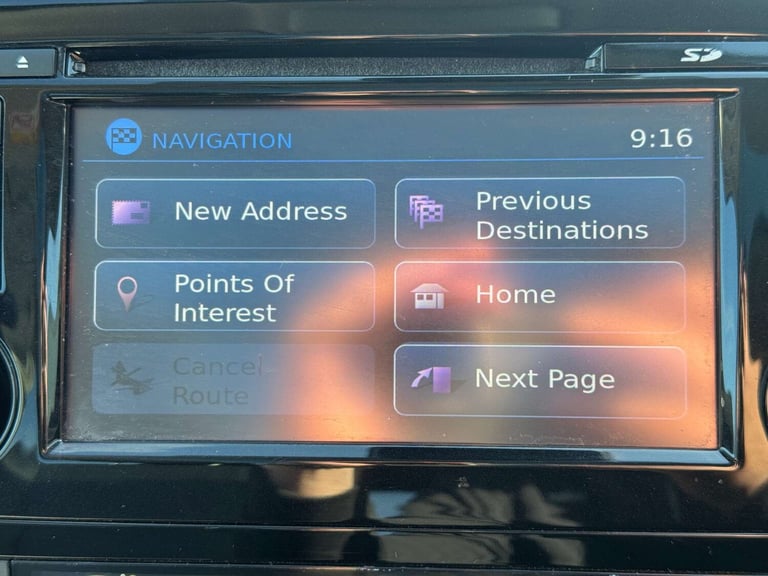 SD
NAVIGATION
9:16
New Address
Previous
Destinations
Points Of
Interest
Home
Cancel
Route
Next Page